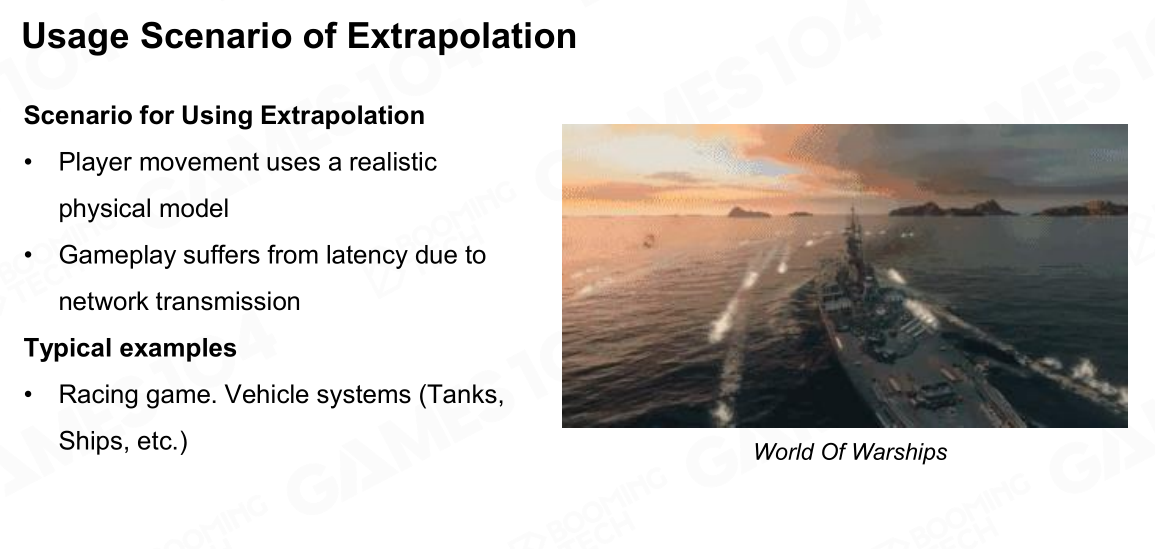 Usage Scenario of Extrapolation
Scenario for Using Extrapolation
• Player movement uses a realistic
physical model
• Gameplay suffers from latency due to
network transmission
Typical examples
• Racing game. Vehicle systems (Tanks,
Ships, etc.)
World Of Warships
GAMES104
BOOMING
TECH